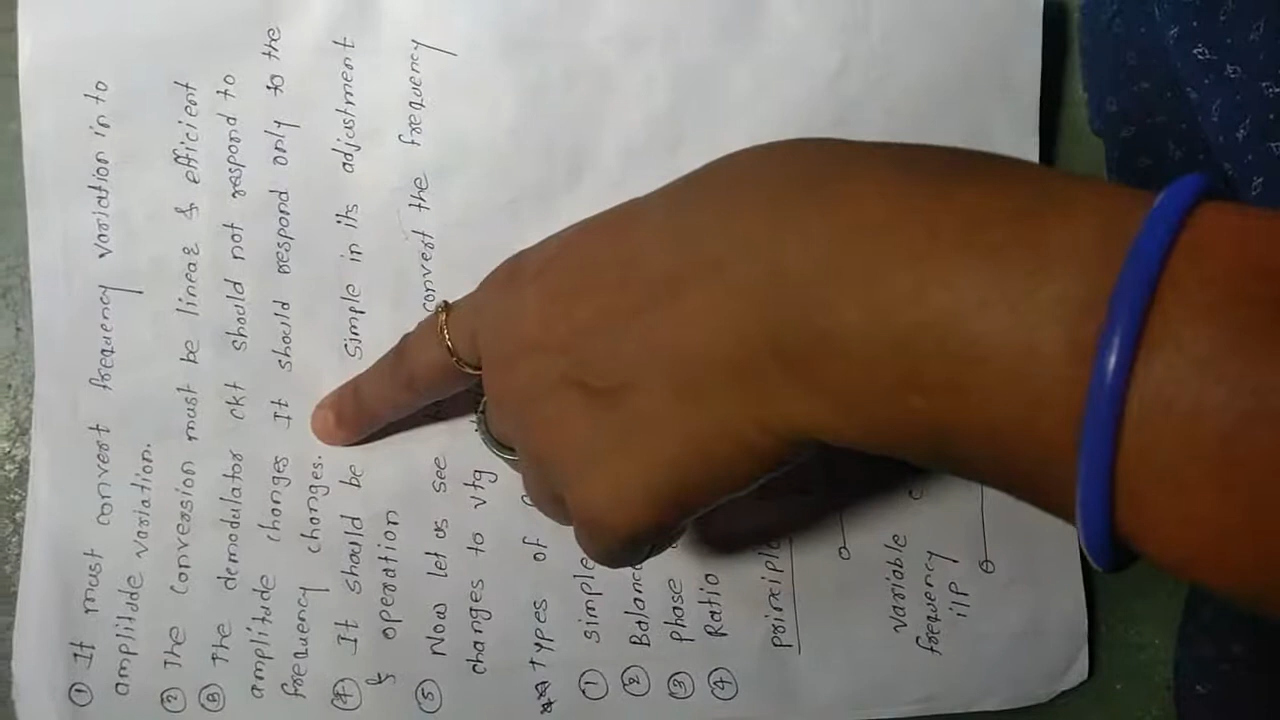 ① It must convert frequency variation in to
amplitude variation.
② The conversion must be linear & efficient
③ The demodulator ckt should not respond to
amplitude changes It should respond only to the
frequency changes.
④ It should be simple in its adjustment
& operation
⑤ Now let us see convert the frequency
changes to vtg
** types of
① simple
② Balance
③ phase
④ Ratio
principle
variable
frequency
i/p